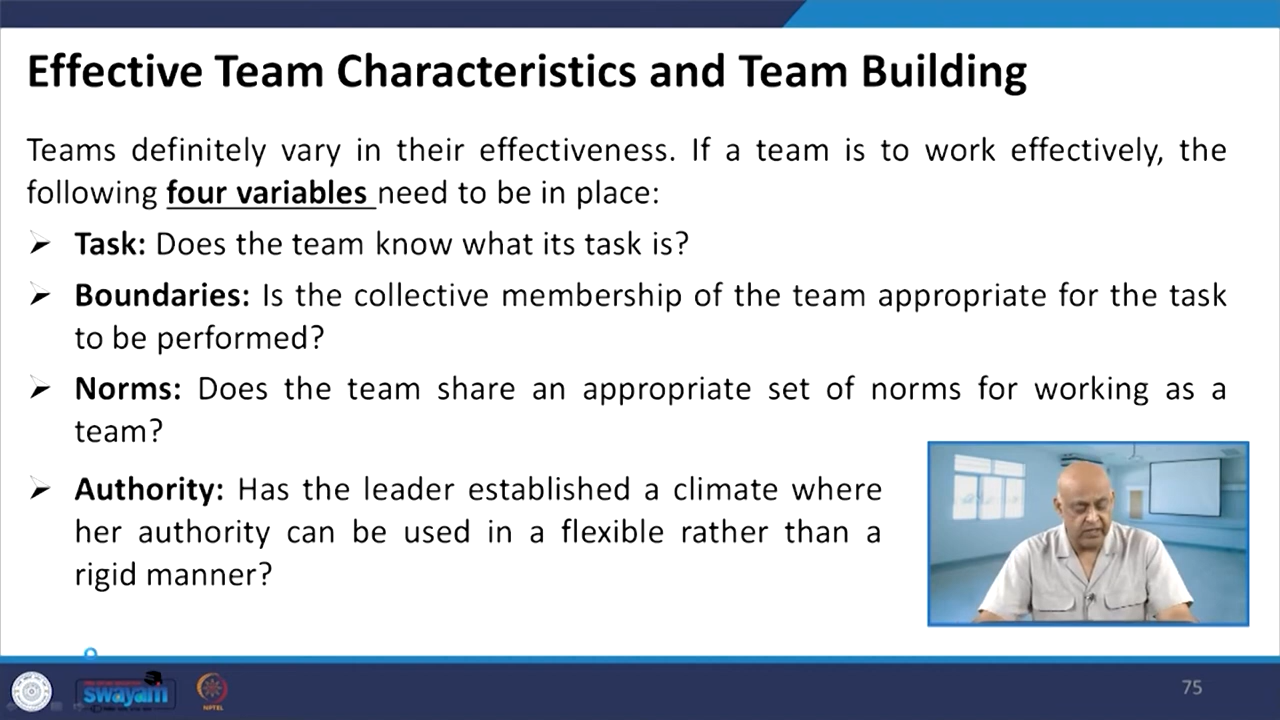 Effective Team Characteristics and Team Building
Teams definitely vary in their effectiveness. If a team is to work effectively, the
following four variables need to be in place:
➢ Task: Does the team know what its task is?
➢ Boundaries: Is the collective membership of the team appropriate for the task
to be performed?
➢ Norms: Does the team share an appropriate set of norms for working as a
team?
➢ Authority: Has the leader established a climate where
her authority can be used in a flexible rather than a
rigid manner?
swayam
NPTEL
75